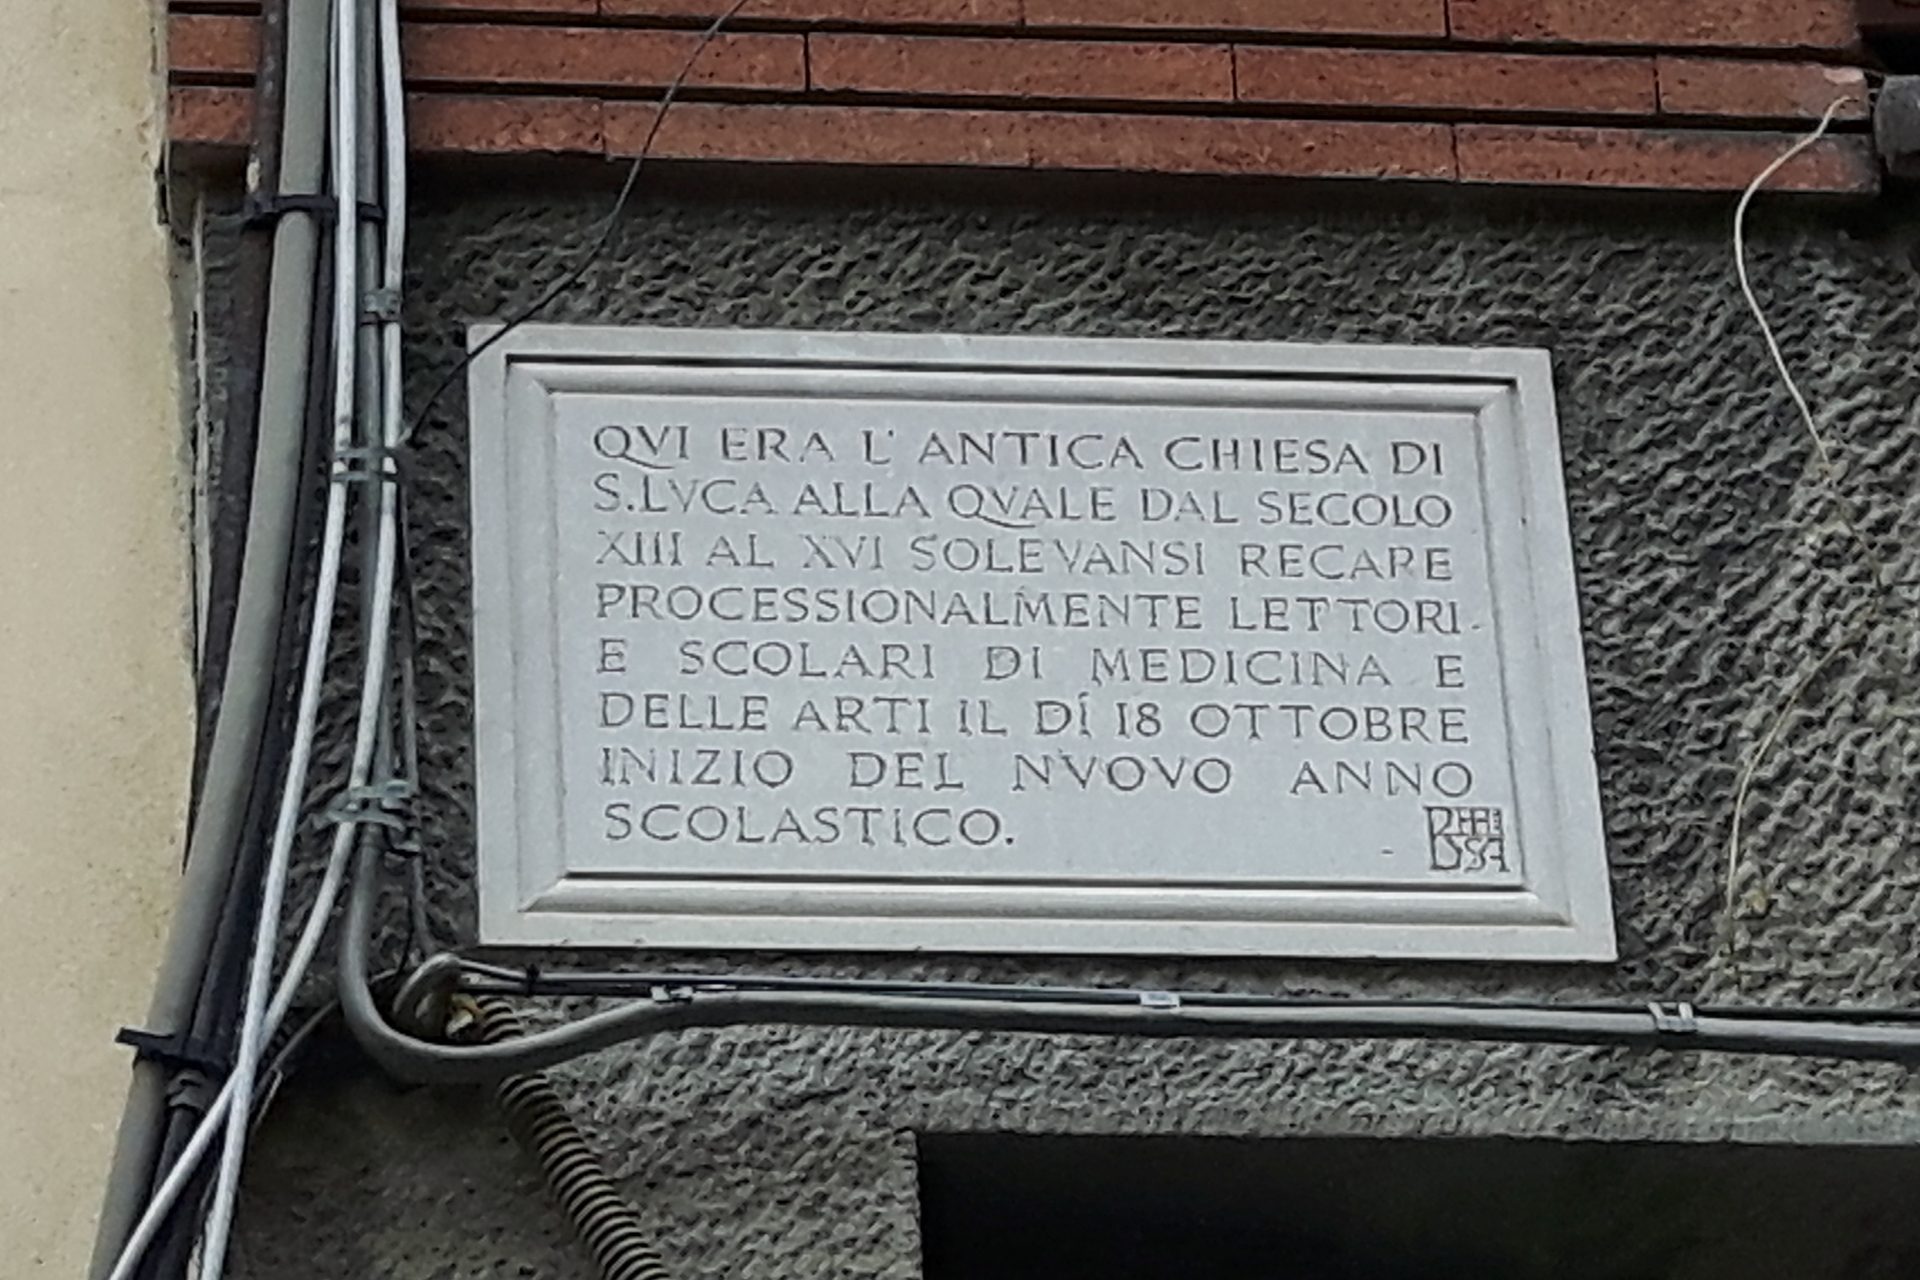 QVI ERA L' ANTICA CHIESA DI
S. LVCA ALLA QVALE DAL SECOLO
XIII AL XVI SOLEVANSI RECARE
PROCESSIONALMENTE LETTORI
E SCOLARI DI MEDICINA E
DELLE ARTI IL DÍ 18 OTTOBRE
INIZIO DEL NVOVO ANNO
SCOLASTICO.